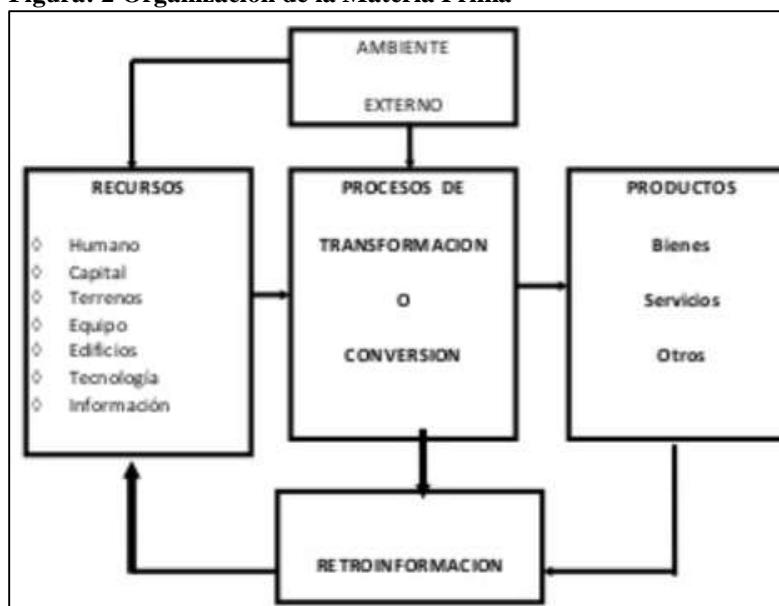 Figura: 2 Organización de la Materia Prima
AMBIENTE
EXTERNO
RECURSOS
◊ Humano
◊ Capital
◊ Terrenos
◊ Equipo
◊ Edificios
◊ Tecnología
◊ Información
PROCESOS DE
TRANSFORMACION
O
CONVERSION
PRODUCTOS
Bienes
Servicios
Otros
RETROINFORMACION